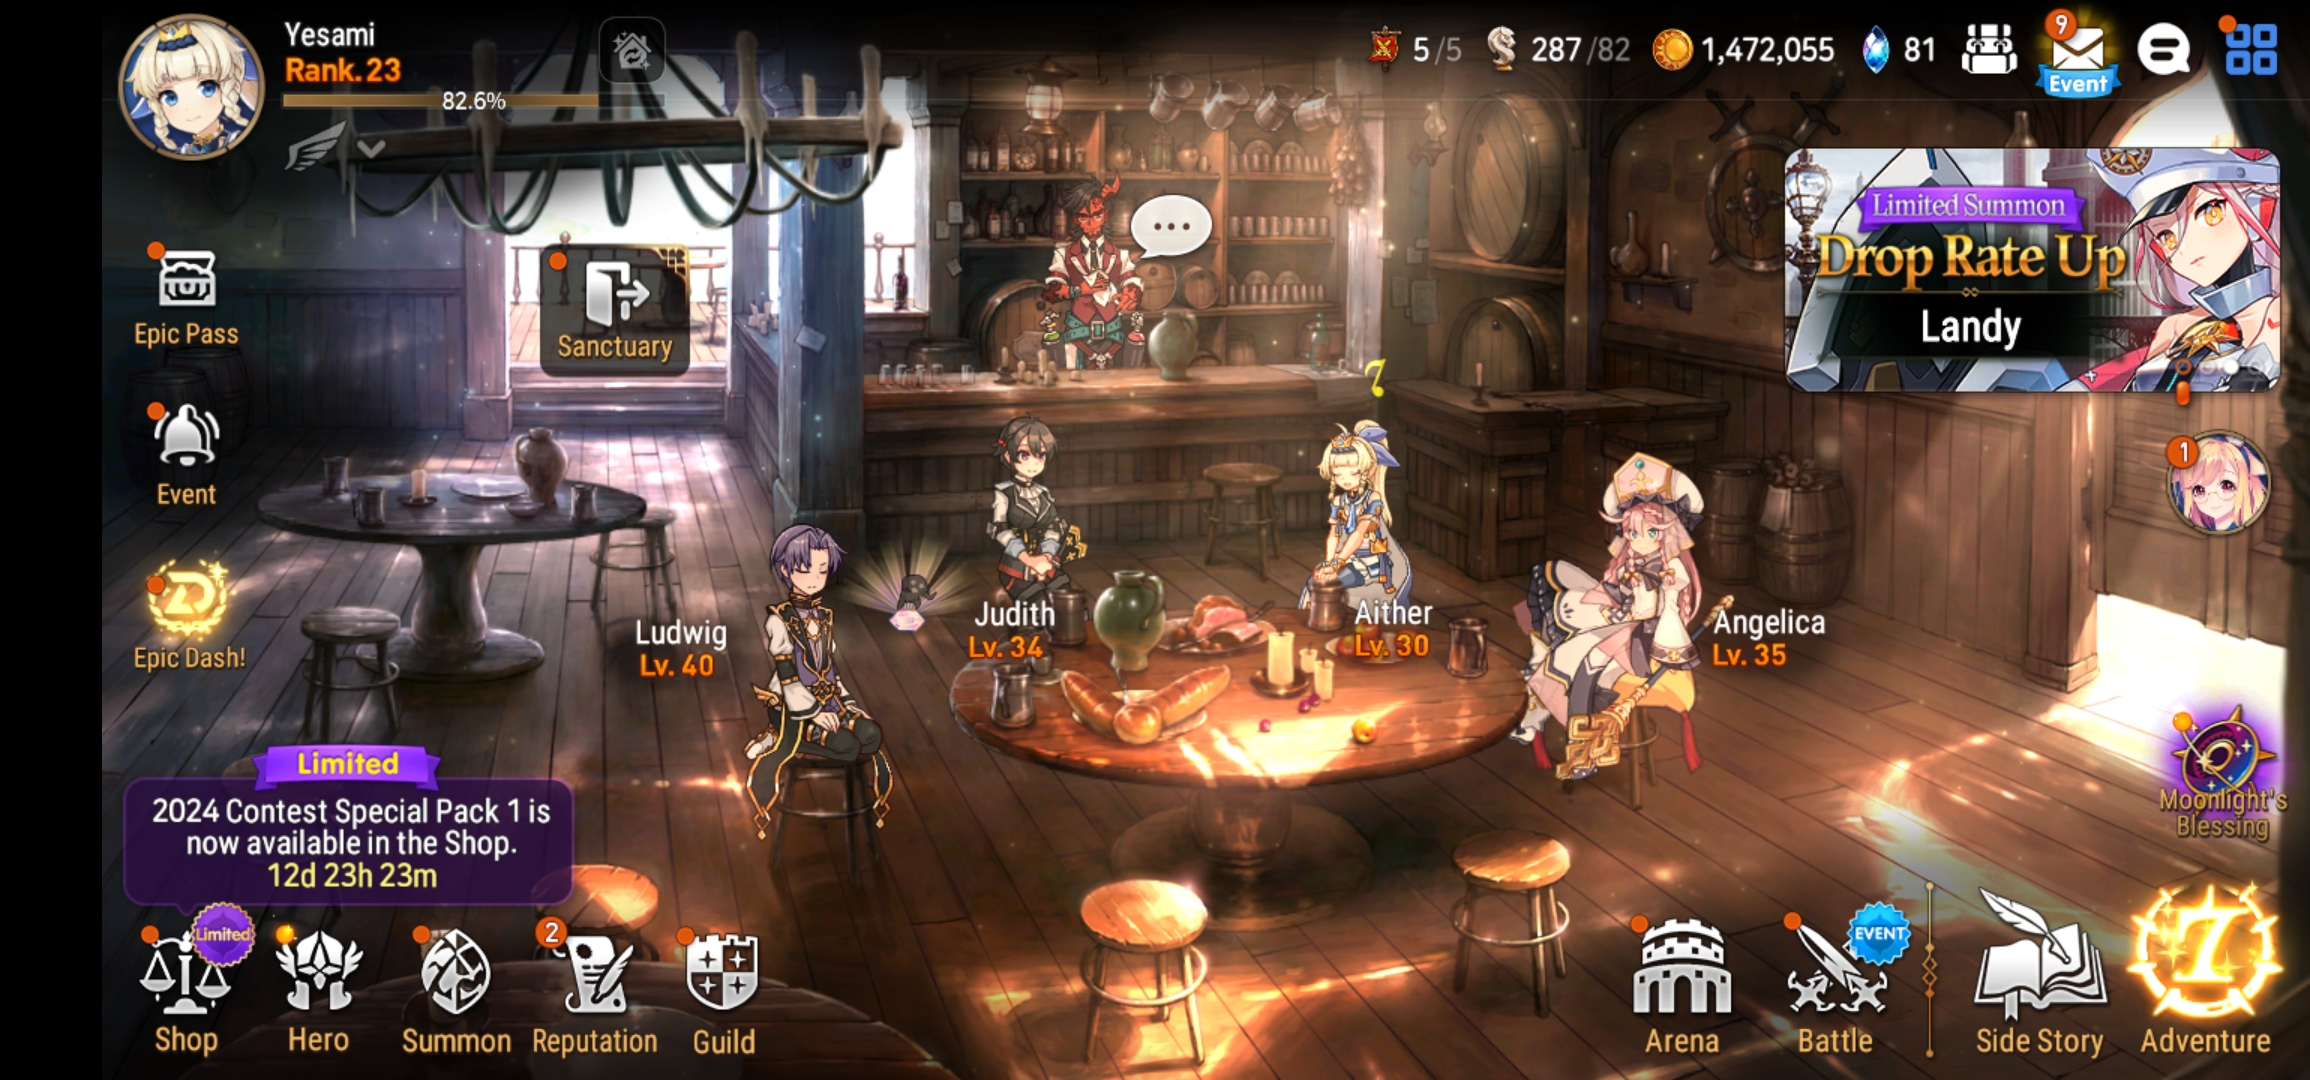 Yesami
Rank.23
82.6%
5/5
287/82
1,472,055
81
9
Event
Limited Summon
Drop Rate Up
Landy
1
Epic Pass
Sanctuary
Event
Epic Dash!
...
Ludwig
Lv. 40
Judith
Lv. 34
Aither
Lv. 30
Angelica
Lv. 35
Moonlight's
Blessing
Limited
2024 Contest Special Pack 1 is
now available in the Shop.
12d 23h 23m
Limited
Shop
Hero
Summon
2
Reputation
Guild
Arena
EVENT
Battle
Side Story
7
Adventure